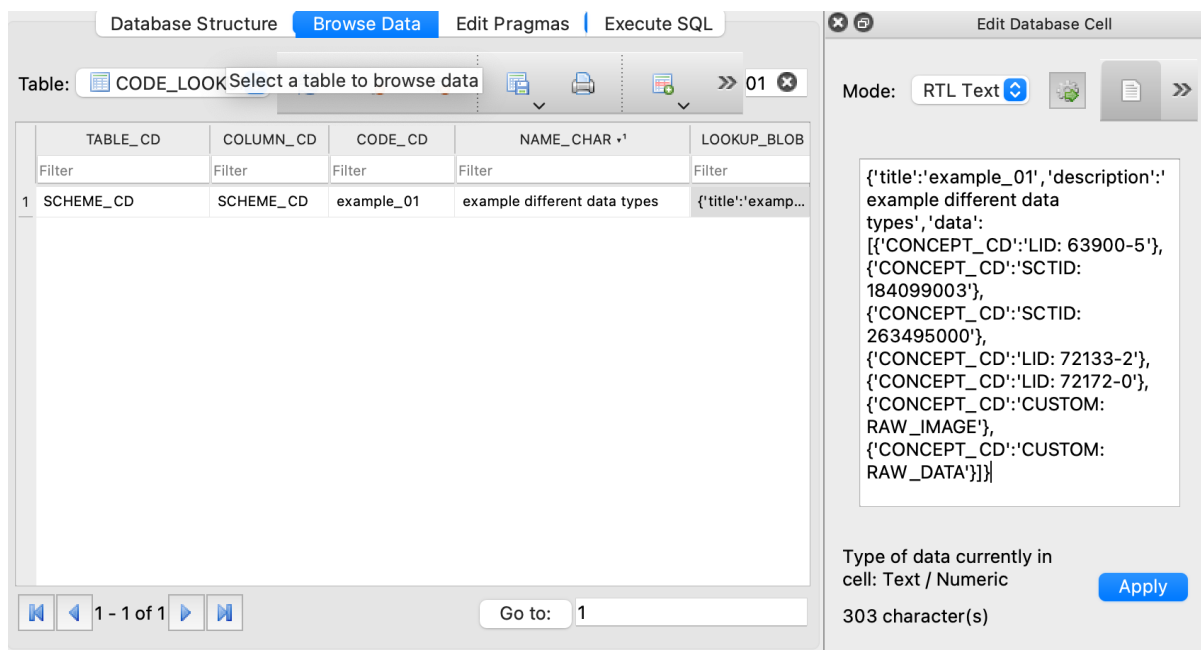 Database Structure Browse Data Edit Pragmas Execute SQL
Table: CODE_LOOK Select a table to browse data 01
TABLE_CD COLUMN_CD CODE_CD NAME_CHAR 1 LOOKUP_BLOB
Filter Filter Filter Filter Filter
1 SCHEME_CD SCHEME_CD example_01 example different data types {'title':'examp...
1 - 1 of 1 Go to: 1
Edit Database Cell
Mode: RTL Text
{'title':'example_01','description':'
example different data
types','data':
[{'CONCEPT_CD':'LID: 63900-5'},
{'CONCEPT_CD':'SCTID:
184099003'},
{'CONCEPT_CD':'SCTID:
263495000'},
{'CONCEPT_CD':'LID: 72133-2'},
{'CONCEPT_CD':'LID: 72172-0'},
{'CONCEPT_CD':'CUSTOM:
RAW_IMAGE'},
{'CONCEPT_CD':'CUSTOM:
RAW_DATA'}]}
Type of data currently in
cell: Text / Numeric
Apply
303 character(s)